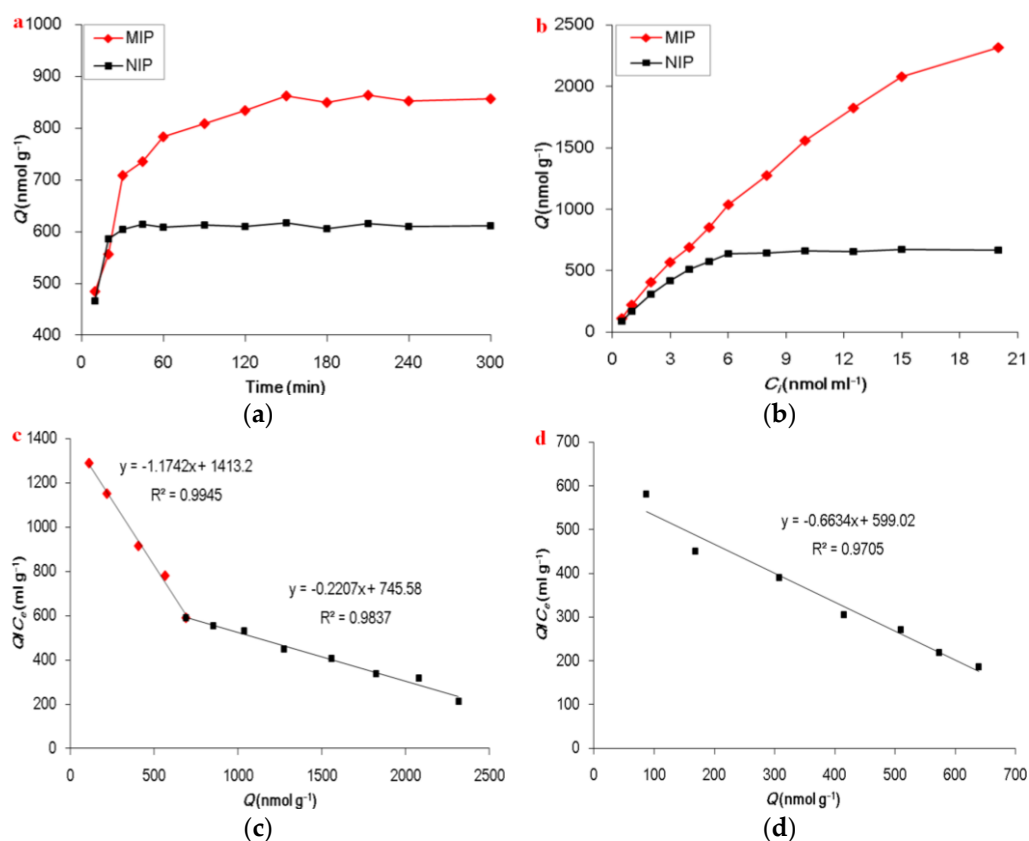 a
1000
900
800
700
600
500
400
Q (nmol g⁻¹)
MIP
NIP
0 60 120 180 240 300
Time (min)
(a)
b
2500
2000
1500
1000
500
0
Q (nmol g⁻¹)
MIP
NIP
0 3 6 9 12 15 18 21
Cᵢ (nmol ml⁻¹)
(b)
c
1400
1200
1000
800
600
400
200
0
Q/Cₑ (ml g⁻¹)
y = -1.1742x + 1413.2
R² = 0.9945
y = -0.2207x + 745.58
R² = 0.9837
0 500 1000 1500 2000 2500
Q (nmol g⁻¹)
(c)
d
700
600
500
400
300
200
100
0
Q/Cₑ (ml g⁻¹)
y = -0.6634x + 599.02
R² = 0.9705
0 100 200 300 400 500 600 700
Q (nmol g⁻¹)
(d)